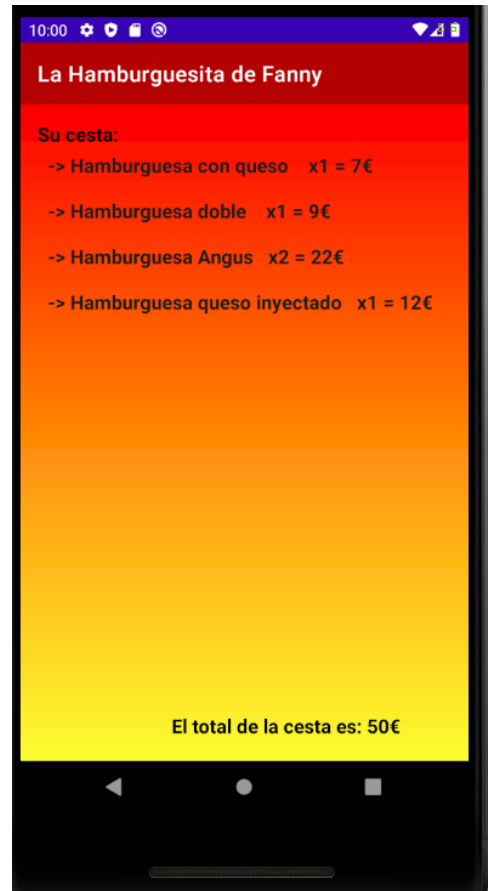 10:00
La Hamburguesita de Fanny
Su cesta:
-> Hamburguesa con queso x1 = 7€
-> Hamburguesa doble x1 = 9€
-> Hamburguesa Angus x2 = 22€
-> Hamburguesa queso inyectado x1 = 12€
El total de la cesta es: 50€